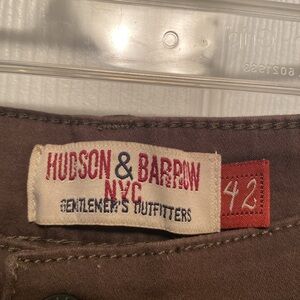 HUDSON & BARROW
NYC
GENTLEMEN'S OUTFITTERS
42